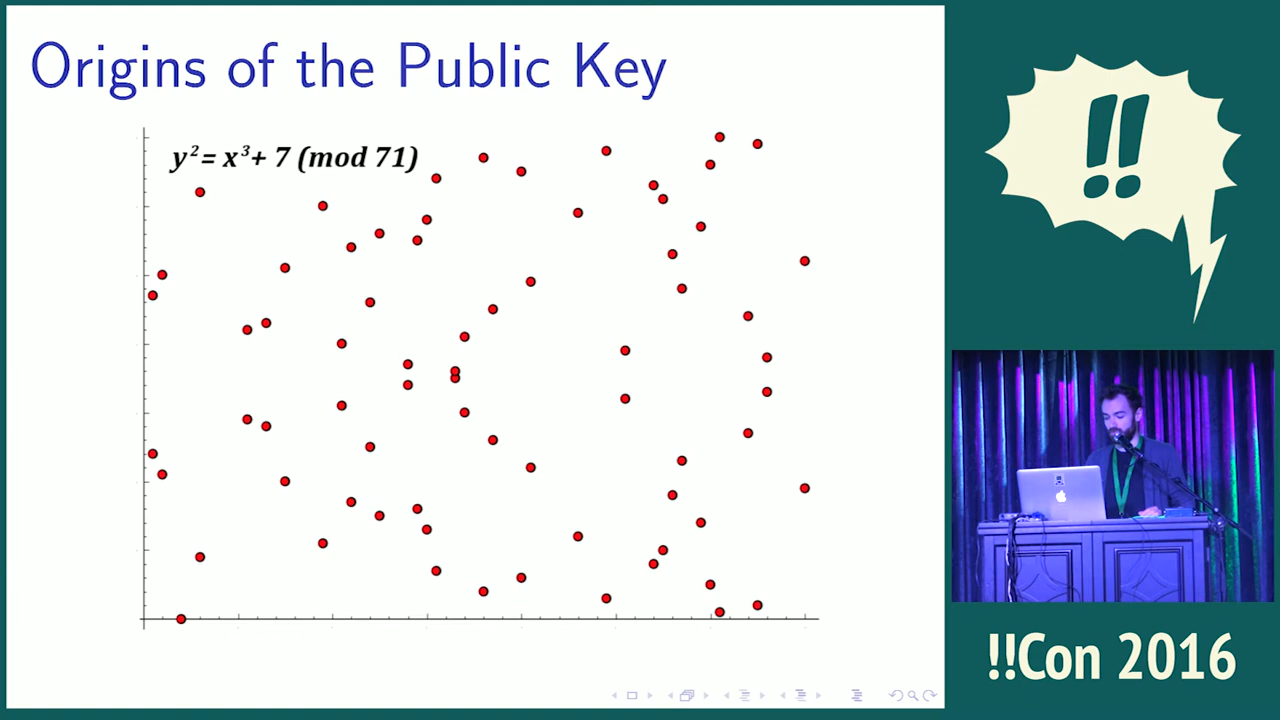 Origins of the Public Key
y² = x³ + 7 (mod 71)
!!
!!Con 2016